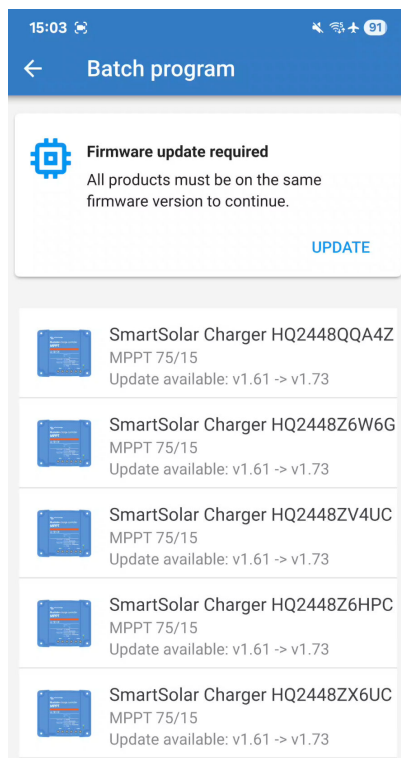 15:03
91
Batch program
Firmware update required
All products must be on the same
firmware version to continue.
UPDATE
SmartSolar Charger HQ2448QQA4Z
MPPT 75/15
Update available: v1.61 -> v1.73
SmartSolar Charger HQ2448Z6W6G
MPPT 75/15
Update available: v1.61 -> v1.73
SmartSolar Charger HQ2448ZV4UC
MPPT 75/15
Update available: v1.61 -> v1.73
SmartSolar Charger HQ2448Z6HPC
MPPT 75/15
Update available: v1.61 -> v1.73
SmartSolar Charger HQ2448ZX6UC
MPPT 75/15
Update available: v1.61 -> v1.73